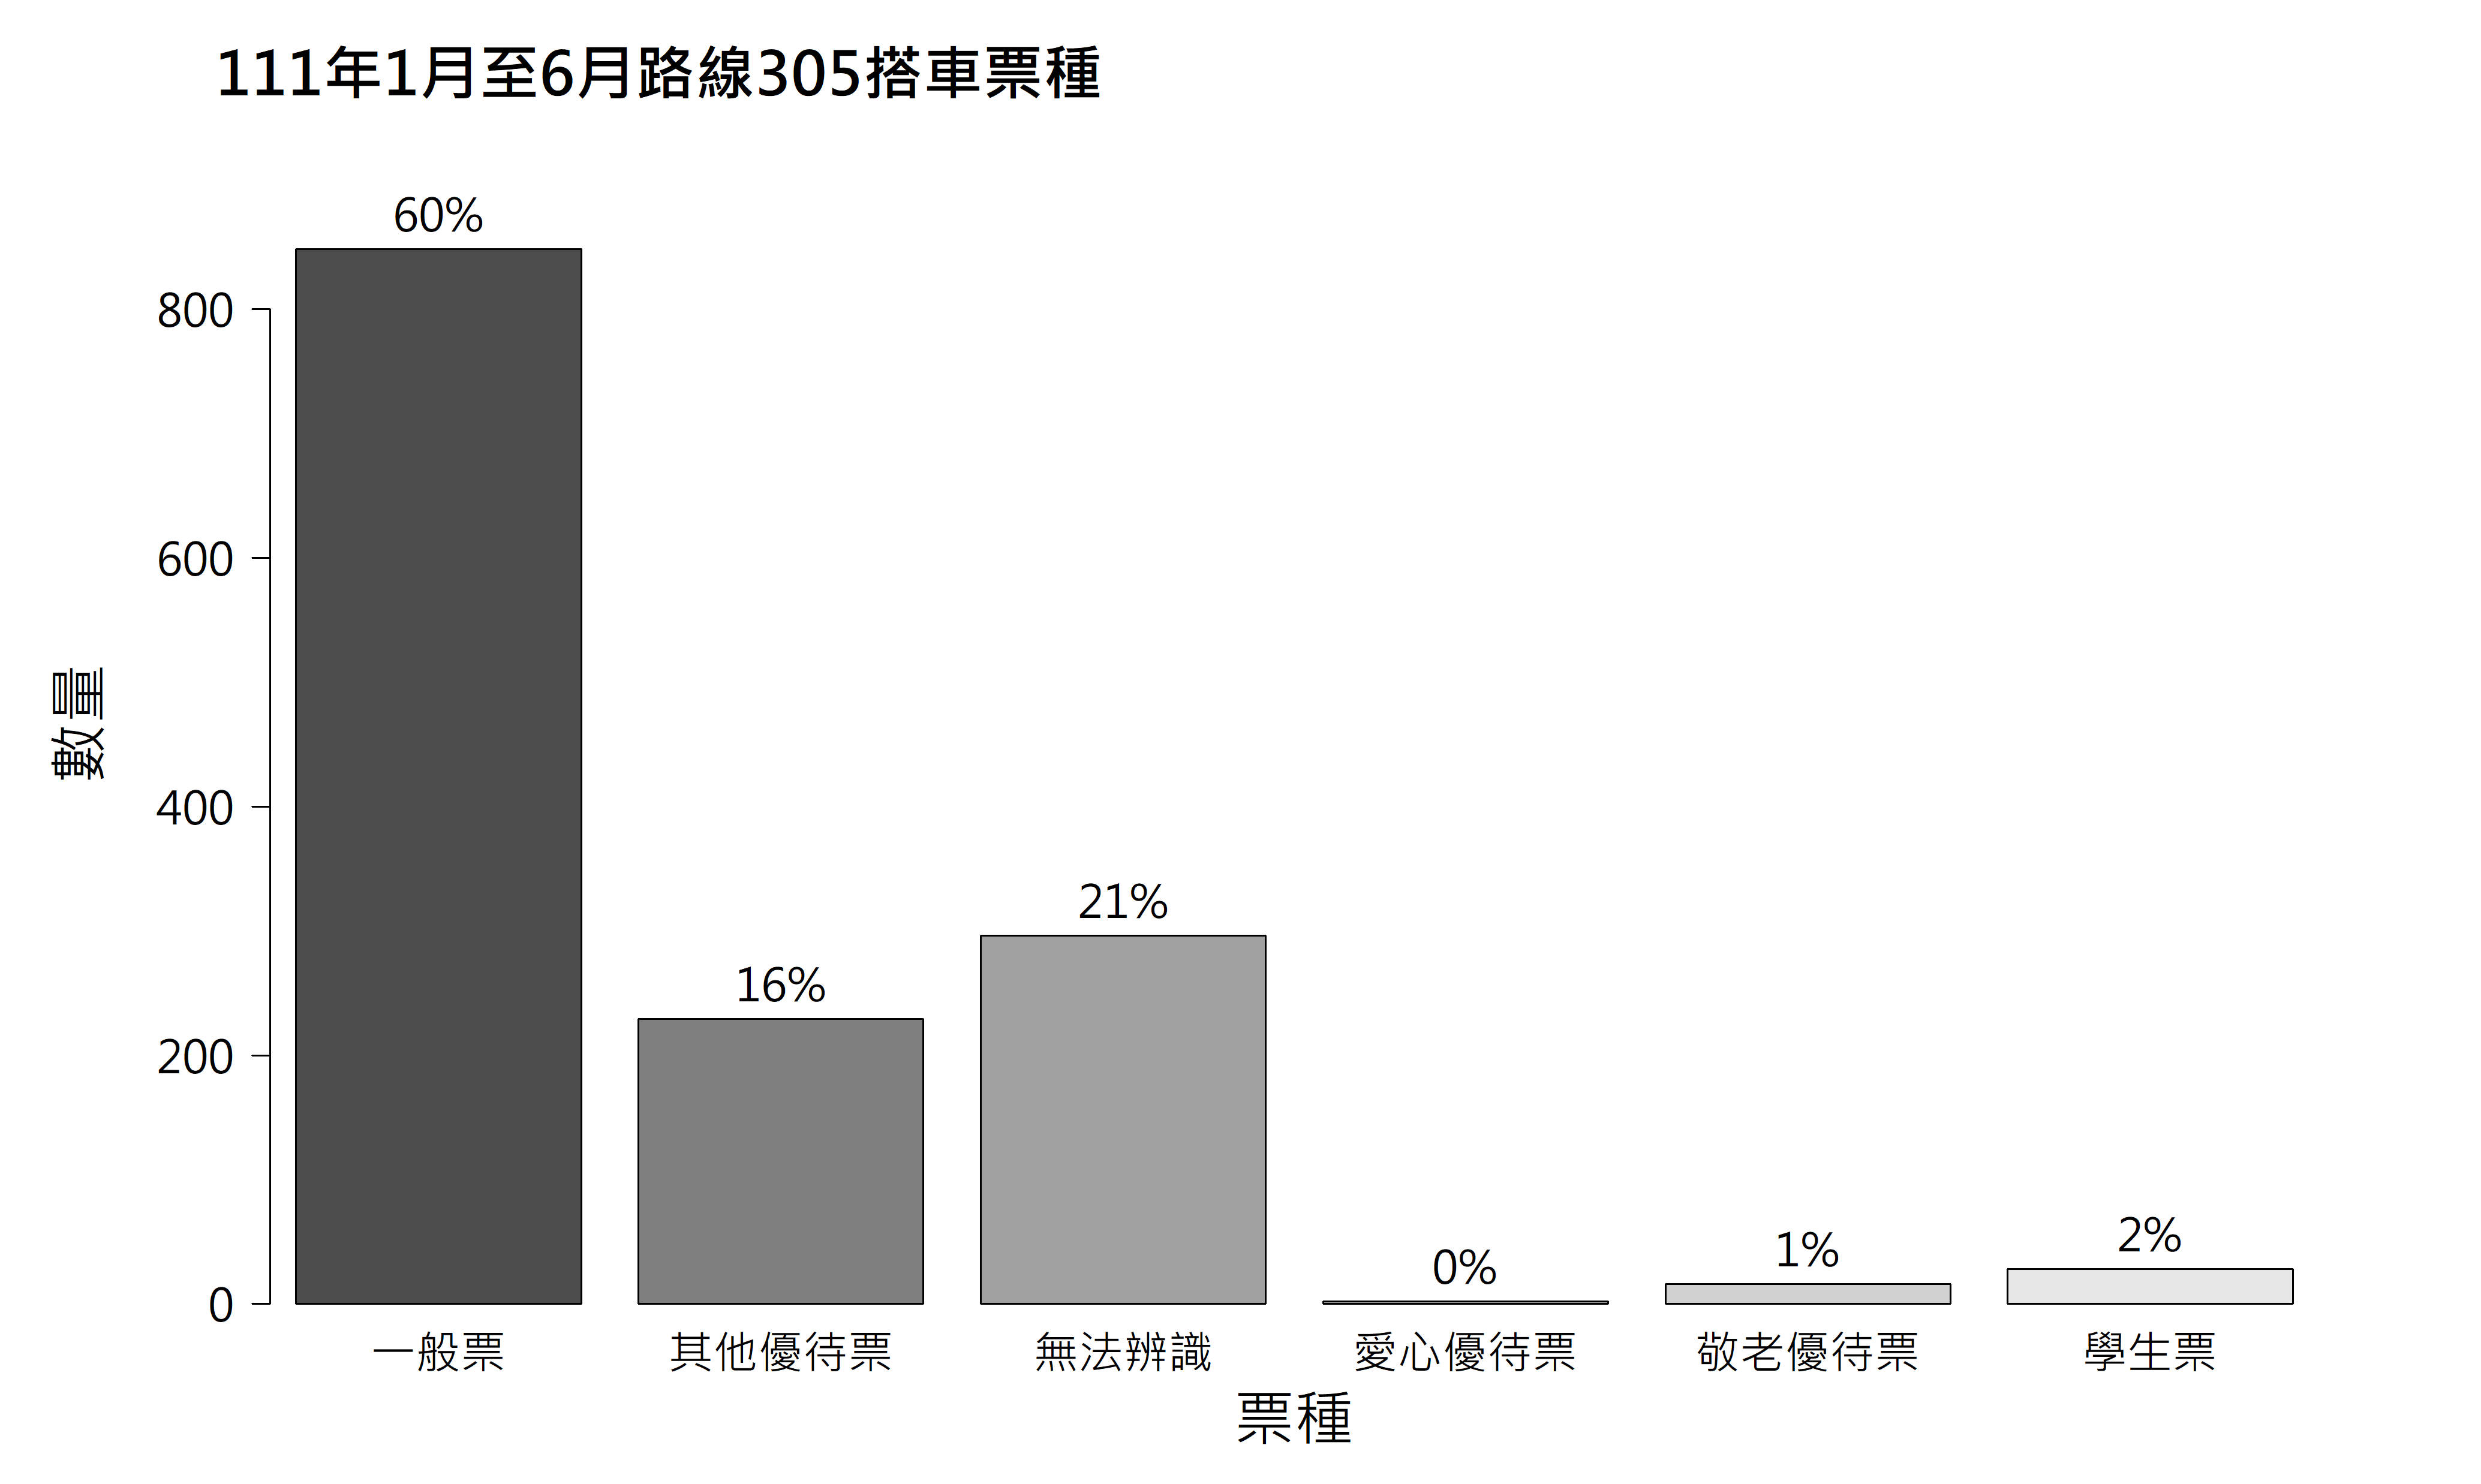 111年1月至6月路線305搭車票種
60%
800
600
數量
400
21%
16%
200
2%
1%
0%
0
一般票 其他優待票 無法辨識 愛心優待票 敬老優待票 學生票
票種